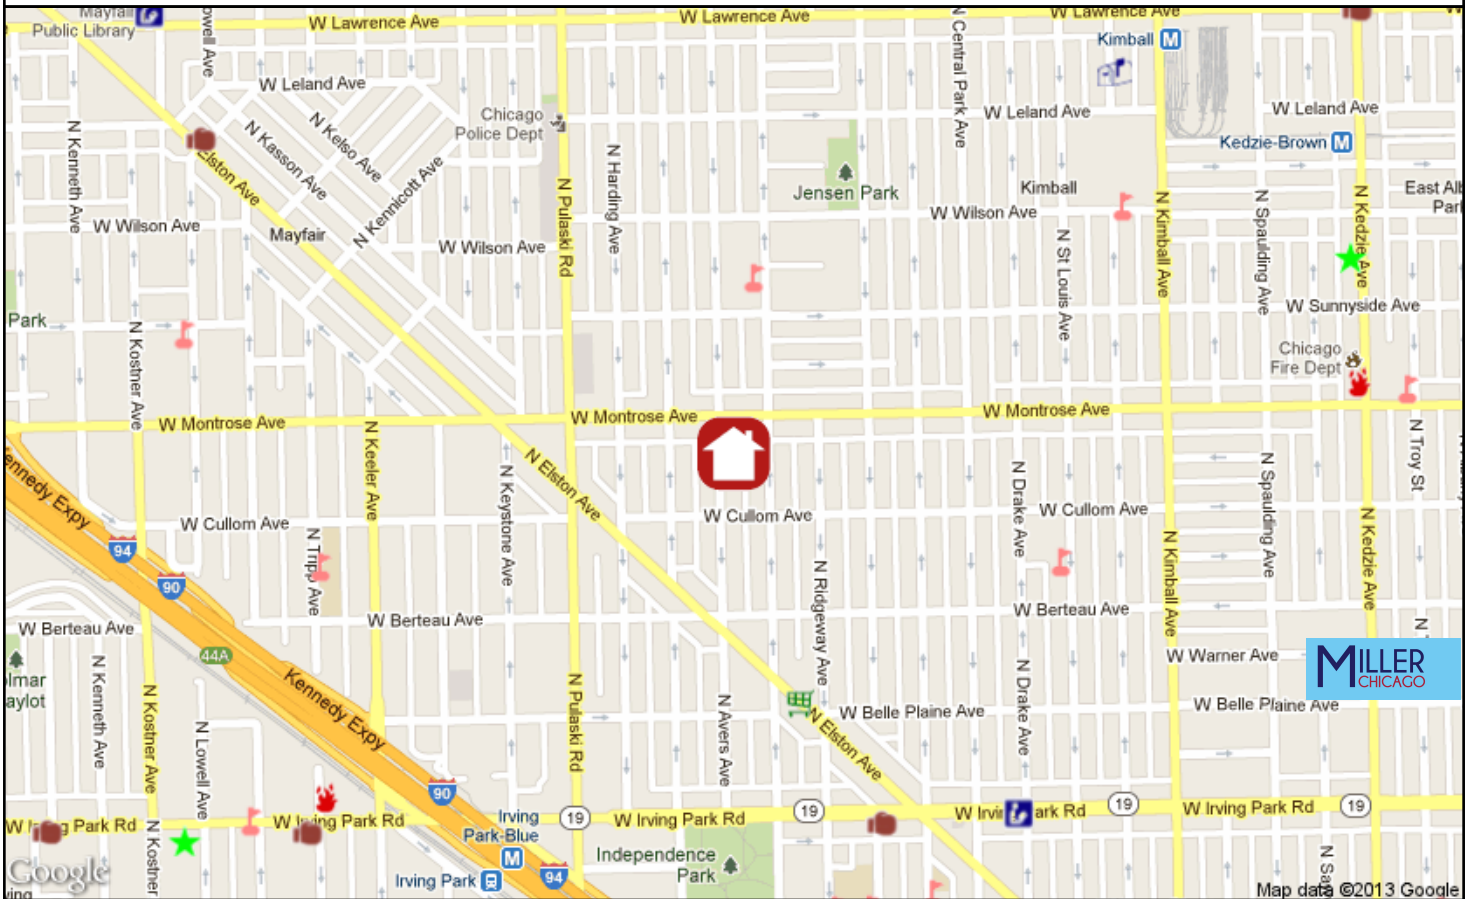 Mayfair
Public Library
W Lawrence Ave
W Lawrence Ave
W Lawrence Ave
N Central Park Ave
Kimball
W Leland Ave
W Leland Ave
W Leland Ave
Chicago
Police Dept
N Kenneth Ave
N Kasson Ave
N Kelso Ave
N Kennicott Ave
Elston Ave
N Harding Ave
N Pulaski Rd
Kedzie-Brown
Jensen Park
Kimball
W Wilson Ave
W Wilson Ave
W Wilson Ave
Mayfair
N St Louis Ave
N Kimball Ave
N Spaulding Ave
N Kedzie Ave
East Alb
Park
W Sunnyside Ave
Park
N Kostner Ave
Chicago
Fire Dept
W Montrose Ave
W Montrose Ave
W Montrose Ave
N Keeler Ave
N Elston Ave
N Keystone Ave
N Drake Ave
N Spaulding Ave
N Troy St
Kennedy Expy
W Cullom Ave
W Cullom Ave
W Cullom Ave
94
90
N Tripp Ave
N Ridgeway Ave
N Kimball Ave
N Kedzie Ave
W Berteau Ave
W Berteau Ave
W Berteau Ave
44A
W Warner Ave
MILLER
CHICAGO
N Kenneth Ave
N Kostner Ave
N Lowell Ave
Kennedy Expy
N Pulaski Rd
N Avers Ave
N Drake Ave
W Belle Plaine Ave
W Belle Plaine Ave
N Elston Ave
90
Irving
Park-Blue
19
19
19
19
W Irving Park Rd
W Irving Park Rd
W Irving Park Rd
W Irving Park Rd
N Kostner
Independence
Park
Irving Park
94
Google
Map data ©2013 Google